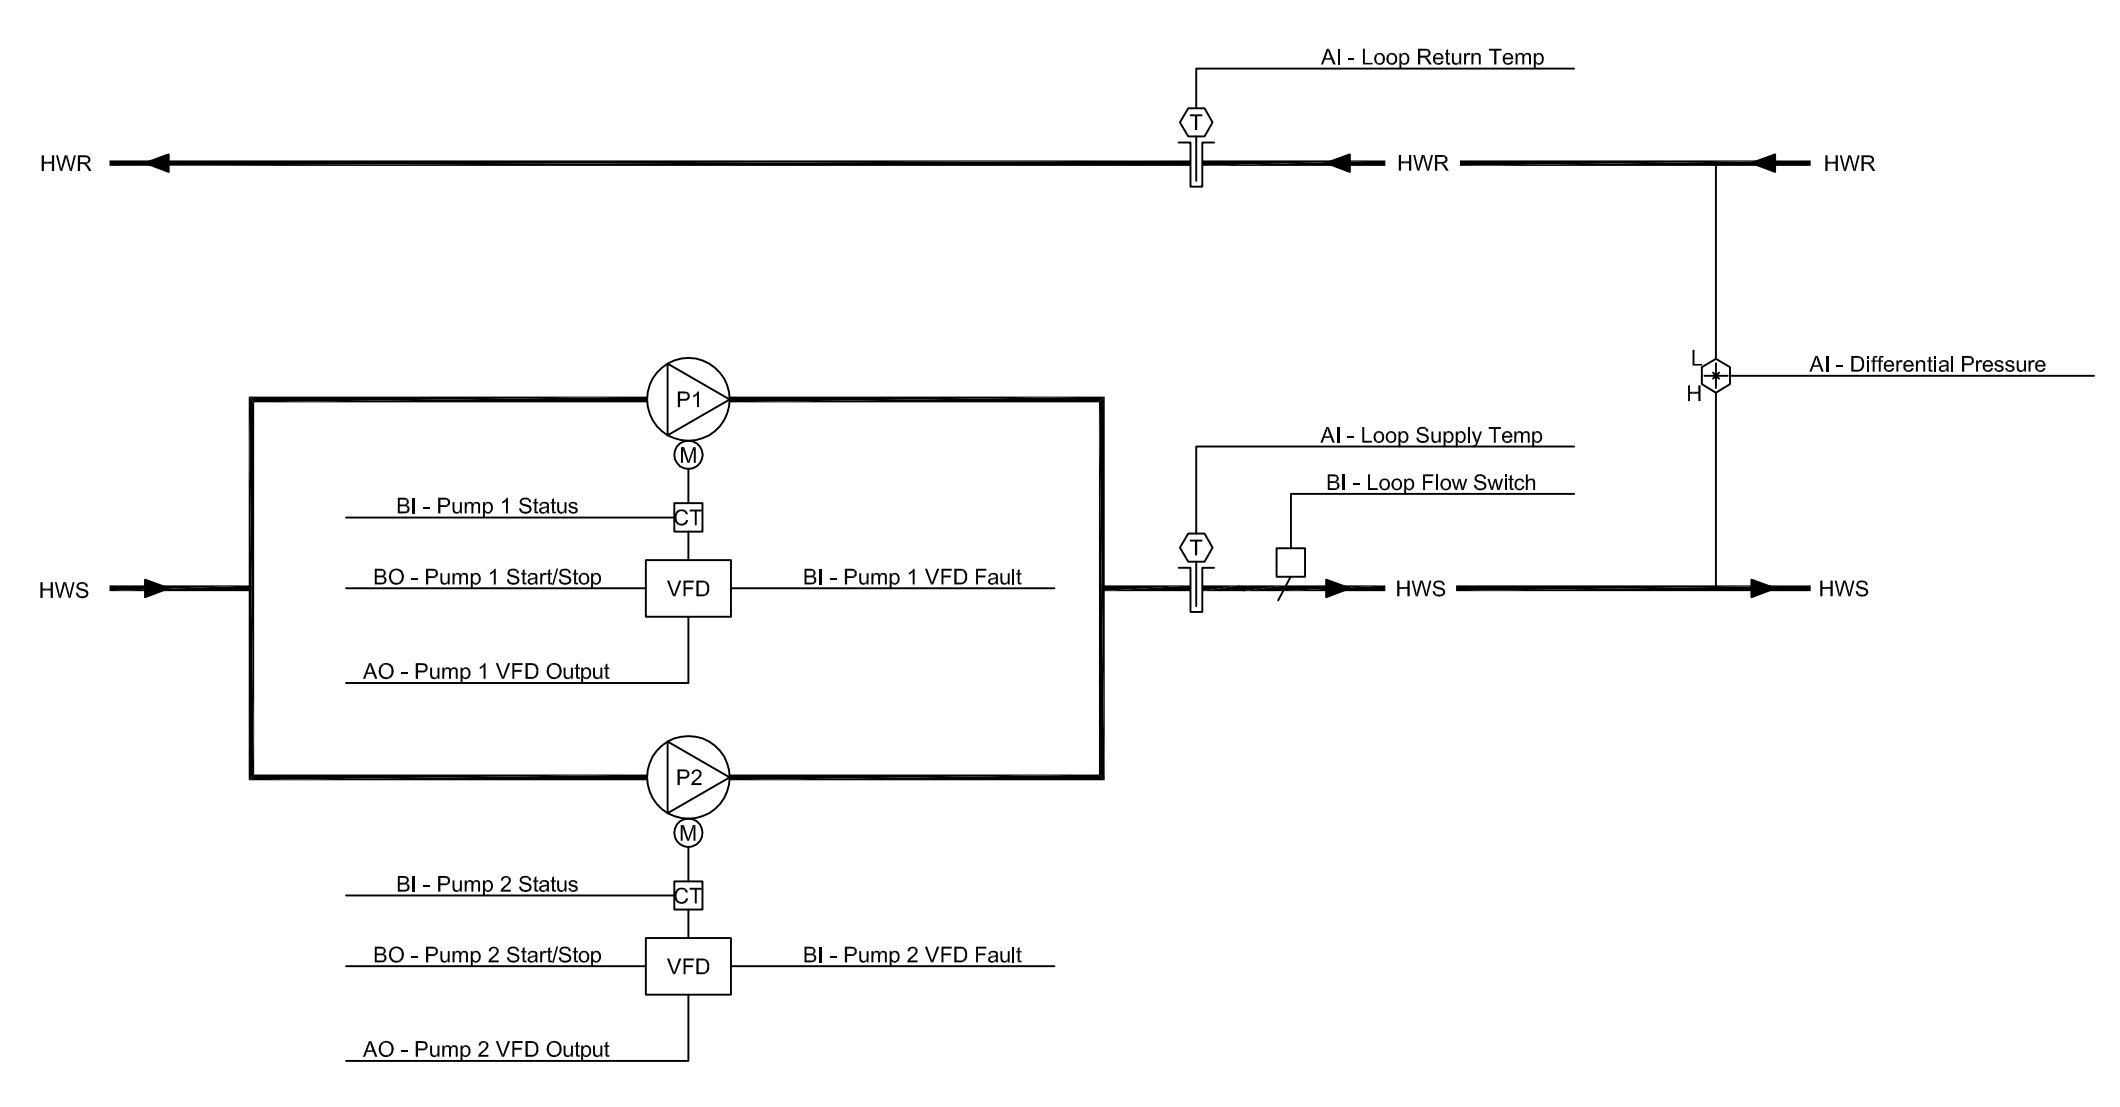 AI - Loop Return Temp
T
HWR
HWR
HWR
L
AI - Differential Pressure
H
P1
M
AI - Loop Supply Temp
BI - Loop Flow Switch
BI - Pump 1 Status
CT
T
BO - Pump 1 Start/Stop
VFD
BI - Pump 1 VFD Fault
HWS
HWS
HWS
AO - Pump 1 VFD Output
P2
M
BI - Pump 2 Status
CT
BO - Pump 2 Start/Stop
VFD
BI - Pump 2 VFD Fault
AO - Pump 2 VFD Output